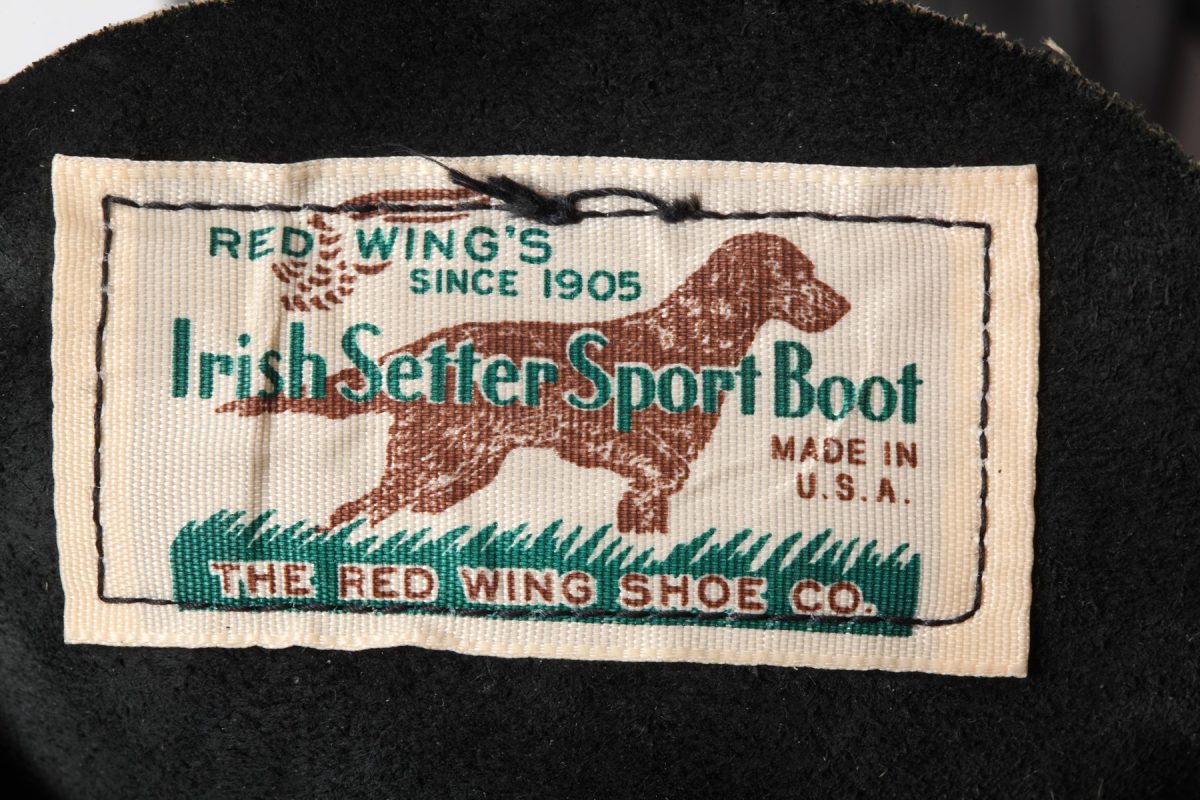 RED WING'S
SINCE 1905
Irish Setter Sport Boot
MADE IN
U.S.A.
THE RED WING SHOE CO.